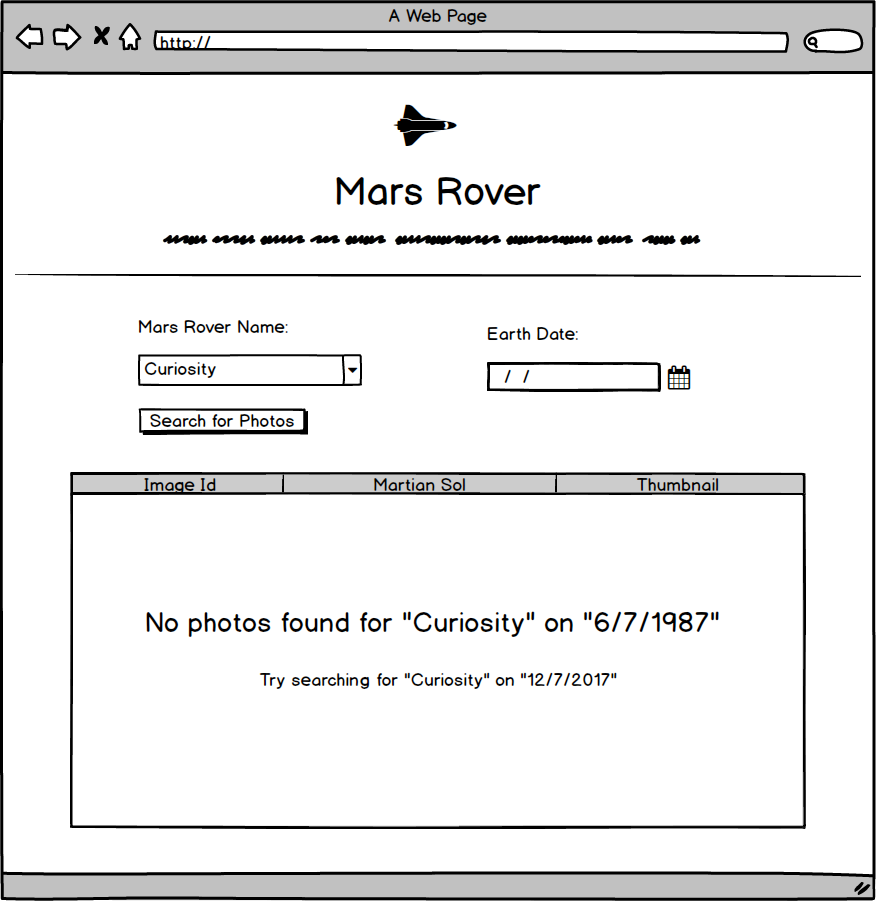 A Web Page
http://
Mars Rover
Mars Rover Name:
Earth Date:
Curiosity
/ /
Search for Photos
Image Id Martian Sol Thumbnail
No photos found for "Curiosity" on "6/7/1987"
Try searching for "Curiosity" on "12/7/2017"